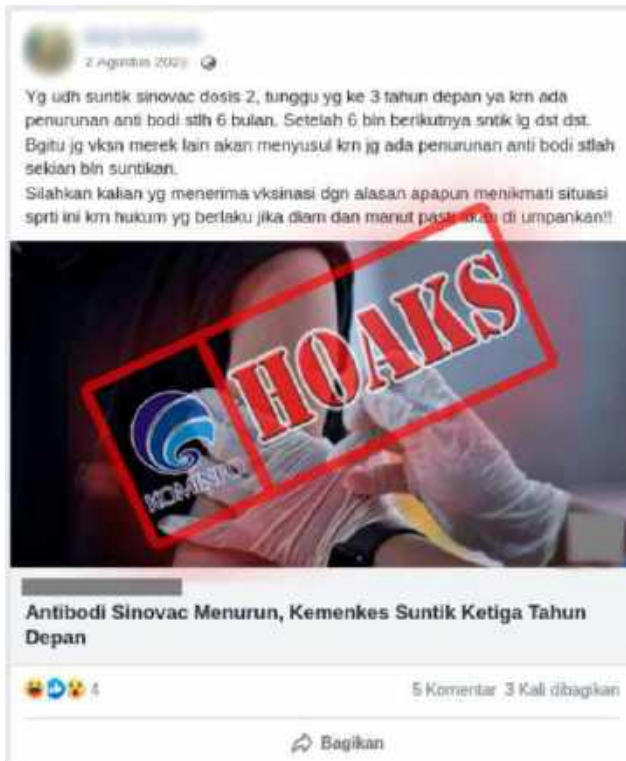 2 Agustus 2021
Yg udh suntik sinovac dosis 2, tunggu yg ke 3 tahun depan ya krn ada
penurunan anti bodi stlh 6 bulan. Setelah 6 bln berikutnya sntik lg dst dst.
Bgitu jg vksn merek lain akan menyusul krn jg ada penurunan anti bodi stlah
sekian bln suntikan.
Silahkan kalian yg menerima vksinasi dgn alasan apapun menikmati situasi
sprti ini krn hukum yg berlaku jika diam dan manut pasti akan di umpankan!!
HOAKS
KOMINFO
Antibodi Sinovac Menurun, Kemenkes Suntik Ketiga Tahun
Depan
4
5 Komentar 3 Kali dibagikan
Bagikan